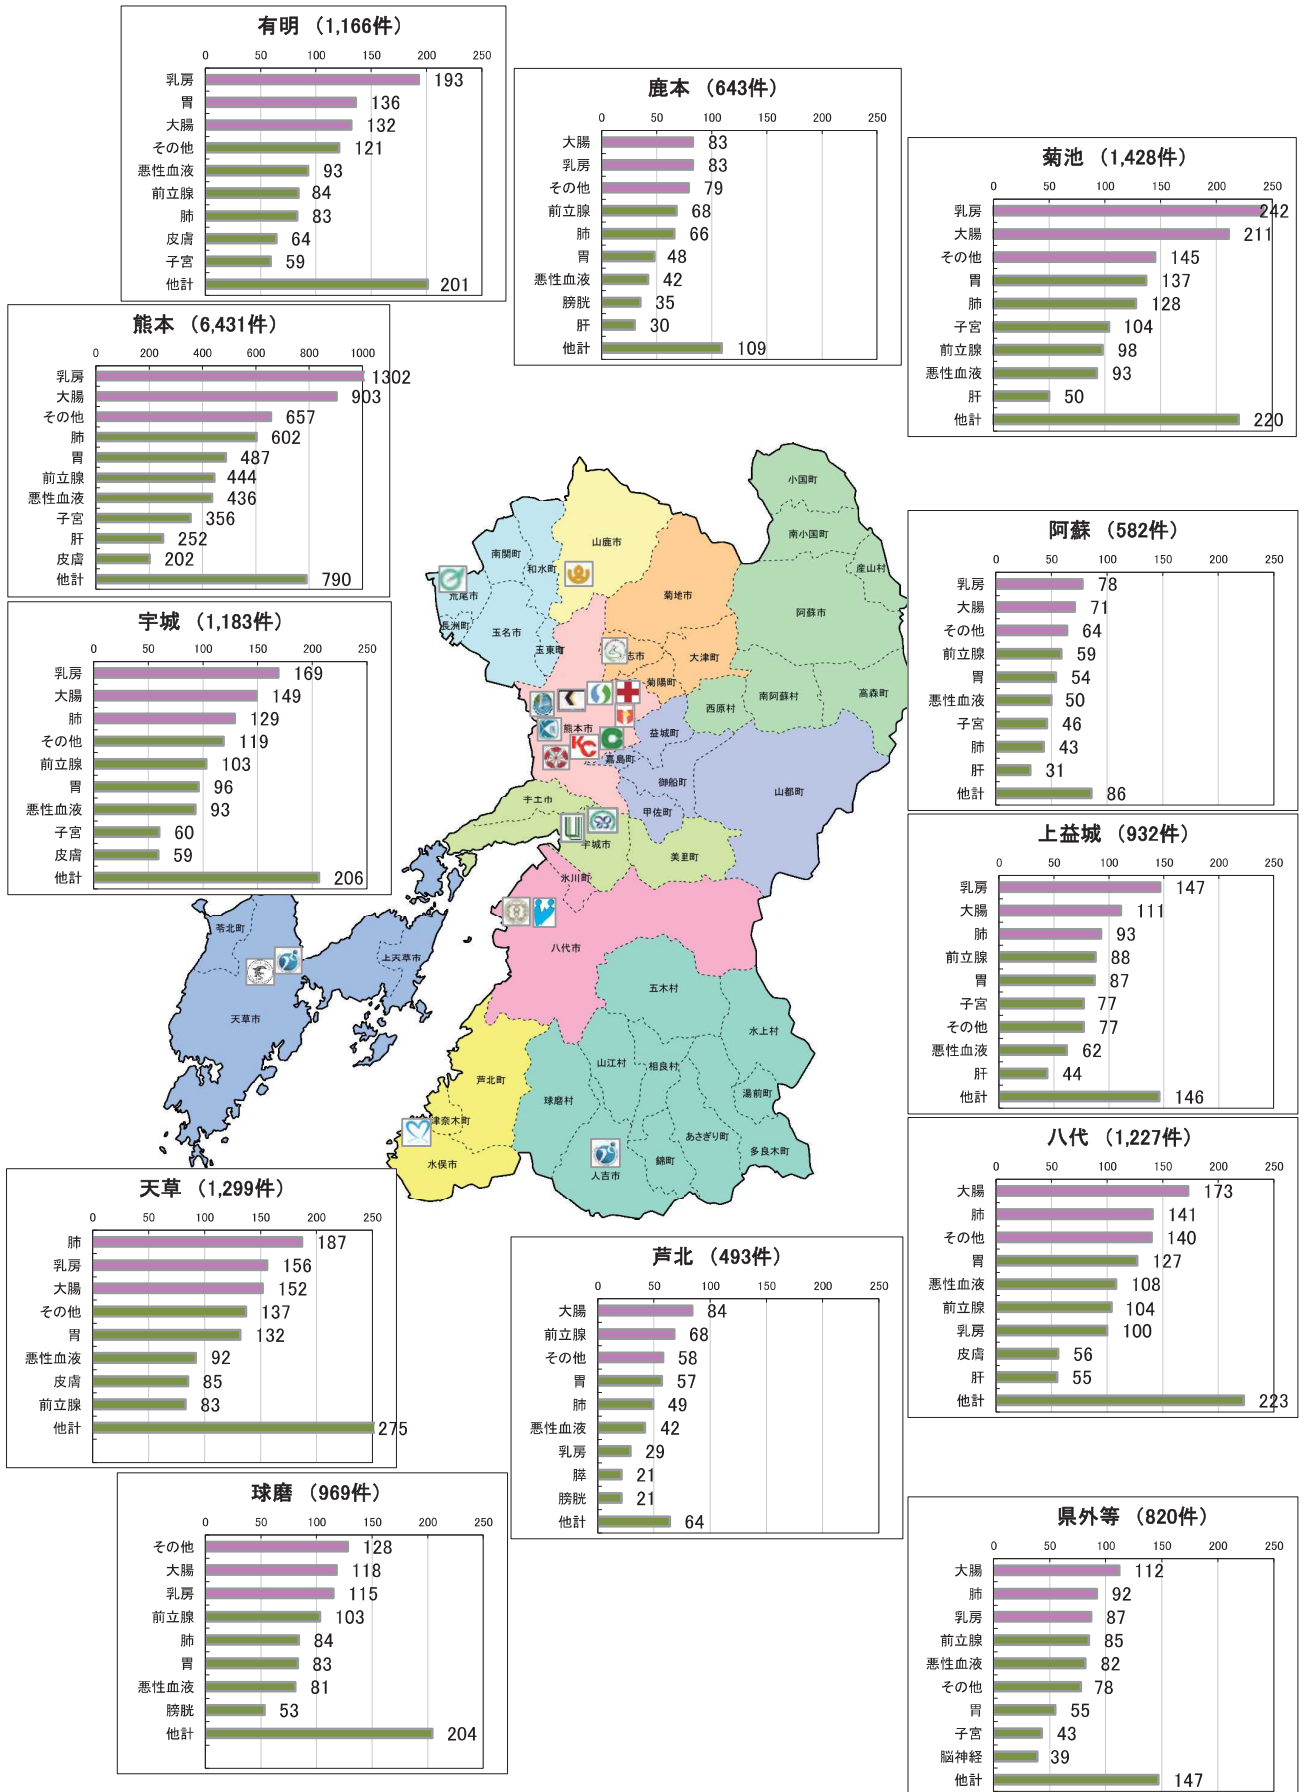 有明 （1,166件）
0 50 100 150 200 250
乳房 193
胃 136
大腸 132
その他 121
悪性血液 93
前立腺 84
肺 83
皮膚 64
子宮 59
他計 201
鹿本 （643件）
0 50 100 150 200 250
大腸 83
乳房 83
その他 79
前立腺 68
肺 66
胃 48
悪性血液 42
膀胱 35
肝 30
他計 109
菊池 （1,428件）
0 50 100 150 200 250
乳房 242
大腸 211
その他 145
胃 137
肺 128
子宮 104
前立腺 98
悪性血液 93
肝 50
他計 220
熊本 （6,431件）
0 200 400 600 800 1000
乳房 1302
大腸 903
その他 657
肺 602
胃 487
前立腺 444
悪性血液 436
子宮 356
肝 252
皮膚 202
他計 790
阿蘇 （582件）
0 50 100 150 200 250
乳房 78
大腸 71
その他 64
前立腺 59
胃 54
悪性血液 50
子宮 46
肺 43
肝 31
他計 86
宇城 （1,183件）
0 50 100 150 200 250
乳房 169
大腸 149
肺 129
その他 119
前立腺 103
胃 96
悪性血液 93
子宮 60
皮膚 59
他計 206
上益城 （932件）
0 50 100 150 200 250
乳房 147
大腸 111
肺 93
前立腺 88
胃 87
子宮 77
その他 77
悪性血液 62
肝 44
他計 146
小国町
南小国町
産山村
山鹿市
南関町
和水町
荒尾市
長洲町
玉名市
玉東町
菊地市
阿蘇市
志市
大津町
菊陽町
西原村
南阿蘇村
高森町
熊本市
KC
益城町
嘉島町
御船町
山都町
甲佐町
宇土市
宇城市
美里町
氷川町
八代市
苓北町
上天草市
天草市
五木村
水上村
山江村
相良村
芦北町
球磨村
湯前町
津奈木町
あさぎり町
多良木町
錦町
水俣市
人吉市
八代 （1,227件）
0 50 100 150 200 250
大腸 173
肺 141
その他 140
胃 127
悪性血液 108
前立腺 104
乳房 100
皮膚 56
肝 55
他計 223
天草 （1,299件）
0 50 100 150 200 250
肺 187
乳房 156
大腸 152
その他 137
胃 132
悪性血液 92
皮膚 85
前立腺 83
他計 275
芦北 （493件）
0 50 100 150 200 250
大腸 84
前立腺 68
その他 58
胃 57
肺 49
悪性血液 42
乳房 29
膵 21
膀胱 21
他計 64
球磨 （969件）
0 50 100 150 200 250
その他 128
大腸 118
乳房 115
前立腺 103
肺 84
胃 83
悪性血液 81
膀胱 53
他計 204
県外等 （820件）
0 50 100 150 200 250
大腸 112
肺 92
乳房 87
前立腺 85
悪性血液 82
その他 78
胃 55
子宮 43
脳神経 39
他計 147